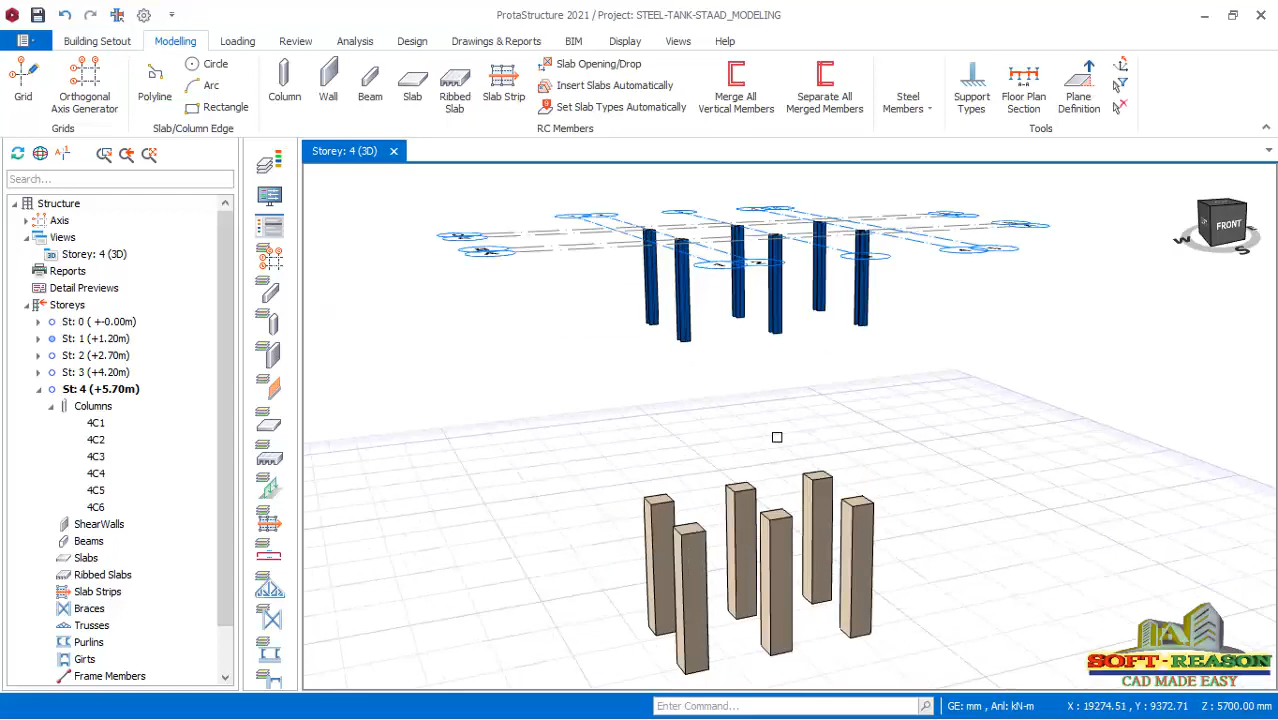 ProtaStructure 2021 / Project: STEEL-TANK-STAAD_MODELING
Building Setout
Modelling
Loading
Review
Analysis
Design
Drawings & Reports
BIM
Display
Views
Help
Grid
Orthogonal
Axis Generator
Grids
Polyline
Circle
Arc
Rectangle
Slab/Column Edge
Column
Wall
Beam
Slab
Ribbed
Slab
Slab Strip
Slab Opening/Drop
Insert Slabs Automatically
Set Slab Types Automatically
RC Members
Merge All
Vertical Members
Separate All
Merged Members
Steel
Members
Support
Types
Floor Plan
Section
Plane
Definition
Tools
Search...
Structure
Axis
Views
Storey: 4 (3D)
Reports
Detail Previews
Storeys
St: 0 ( +-0.00m)
St: 1 (+1.20m)
St: 2 (+2.70m)
St: 3 (+4.20m)
St: 4 (+5.70m)
Columns
4C1
4C2
4C3
4C4
4C5
4C6
ShearWalls
Beams
Slabs
Ribbed Slabs
Slab Strips
Braces
Trusses
Purlins
Girts
Frame Members
Storey: 4 (3D)
FRONT
W
S
SOFT-REASON
CAD MADE EASY
Enter Command...
GE: mm, Anl: kN-m
X : 19274.51 , Y : 9372.71
Z : 5700.00 mm